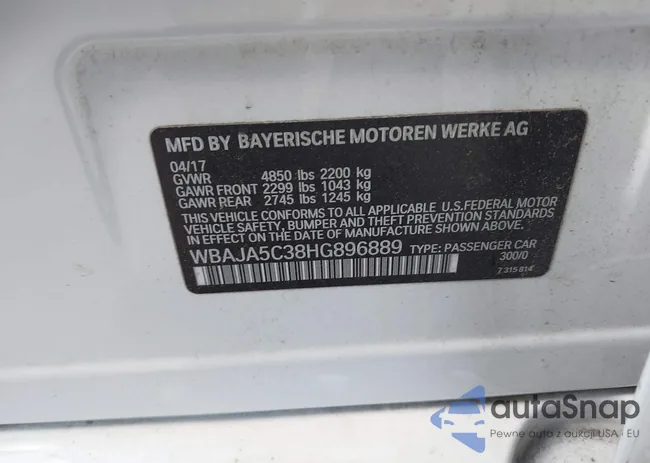 MFD BY BAYERISCHE MOTOREN WERKE AG
04/17
GVWR 4850 lbs 2200 kg
GAWR FRONT 2299 lbs 1043 kg
GAWR REAR 2745 lbs 1245 kg
THIS VEHICLE CONFORMS TO ALL APPLICABLE U.S.FEDERAL MOTOR
VEHICLE SAFETY, BUMPER AND THEFT PREVENTION STANDARDS
IN EFFECT ON THE DATE OF MANUFACTURE SHOWN ABOVE.
WBAJA5C38HG896889 TYPE: PASSENGER CAR
300/0
7 315 814
autoSnap
Pewne auta z aukcji USA · EU